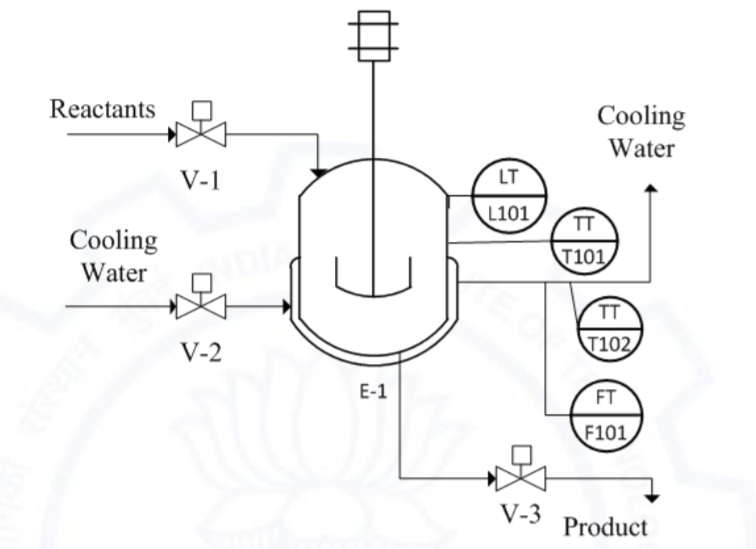 Reactants
V-1
Cooling
Water
LT
L101
TT
T101
Cooling
Water
V-2
TT
T102
E-1
FT
F101
V-3
Product